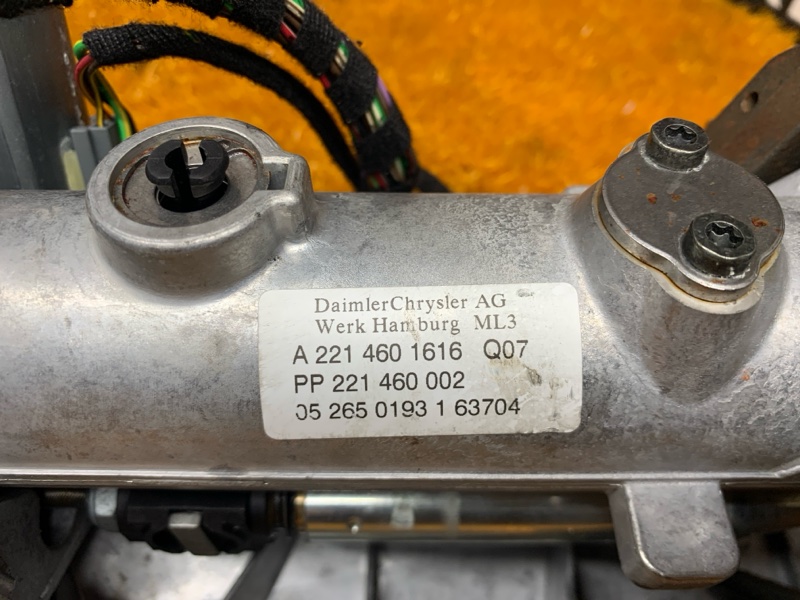 DaimlerChrysler AG
Werk Hamburg ML3
A 221 460 1616 Q07
PP 221 460 002
05 265 0193 1 63704